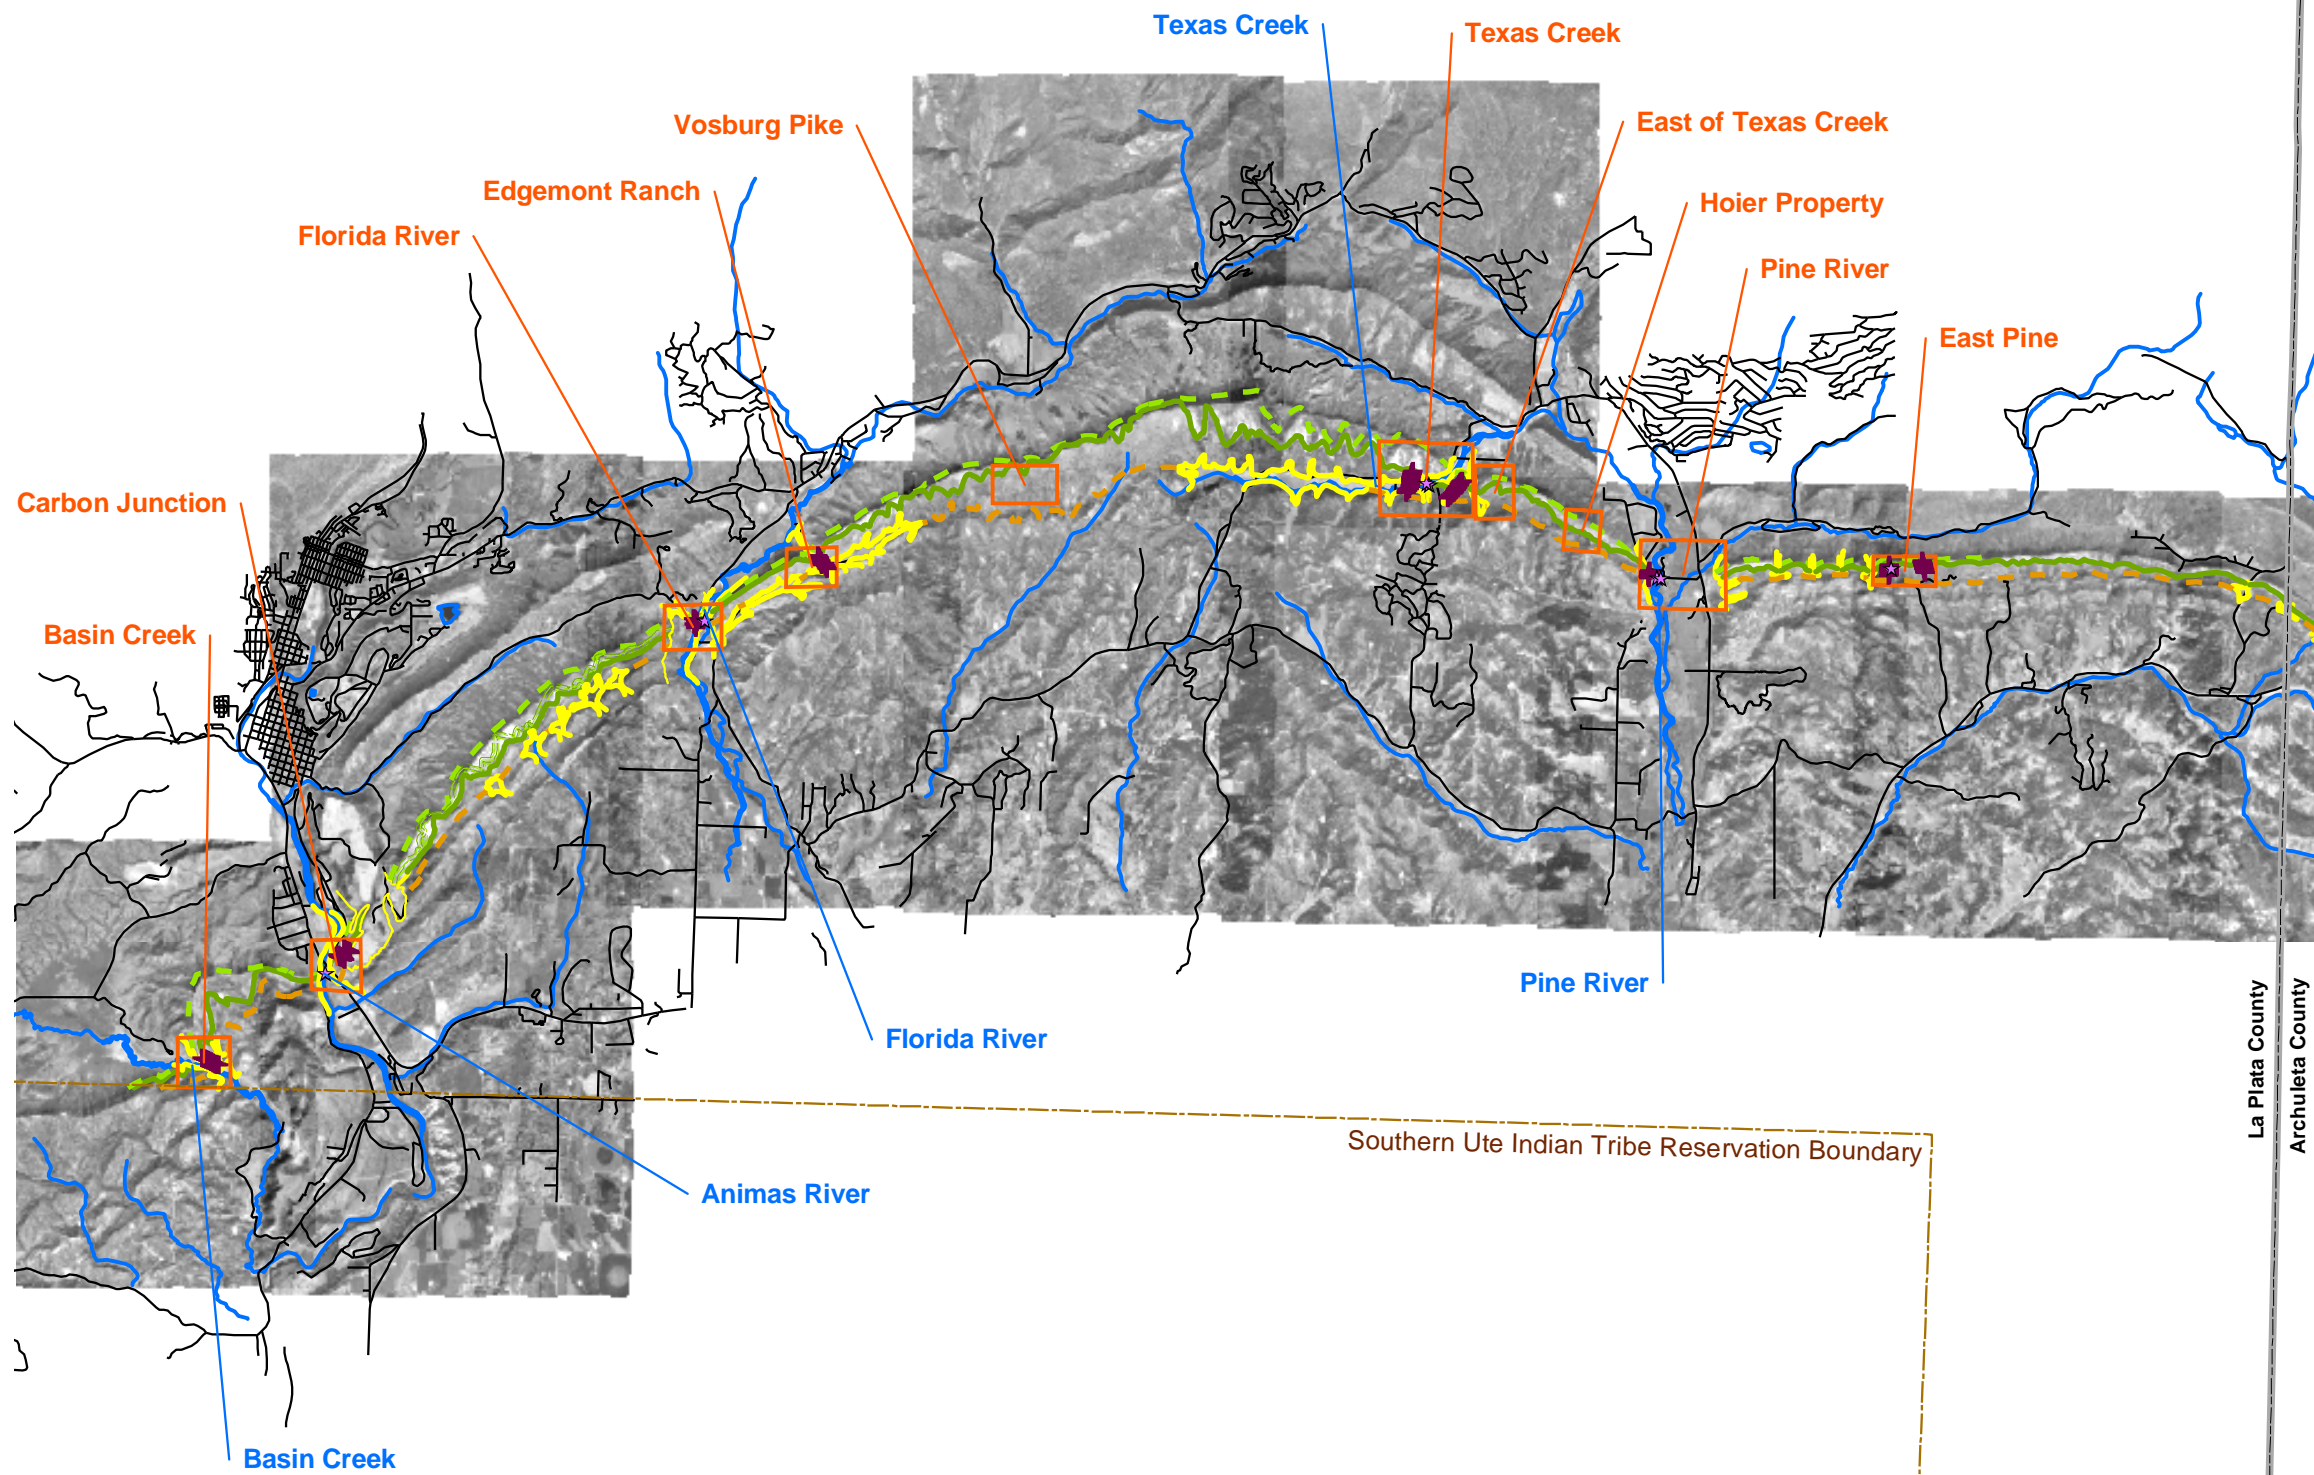 Texas Creek
Texas Creek
Vosburg Pike
East of Texas Creek
Edgemont Ranch
Hoier Property
Florida River
Pine River
East Pine
Carbon Junction
Basin Creek
Pine River
Florida River
La Plata County
Archuleta County
Southern Ute Indian Tribe Reservation Boundary
Animas River
Basin Creek